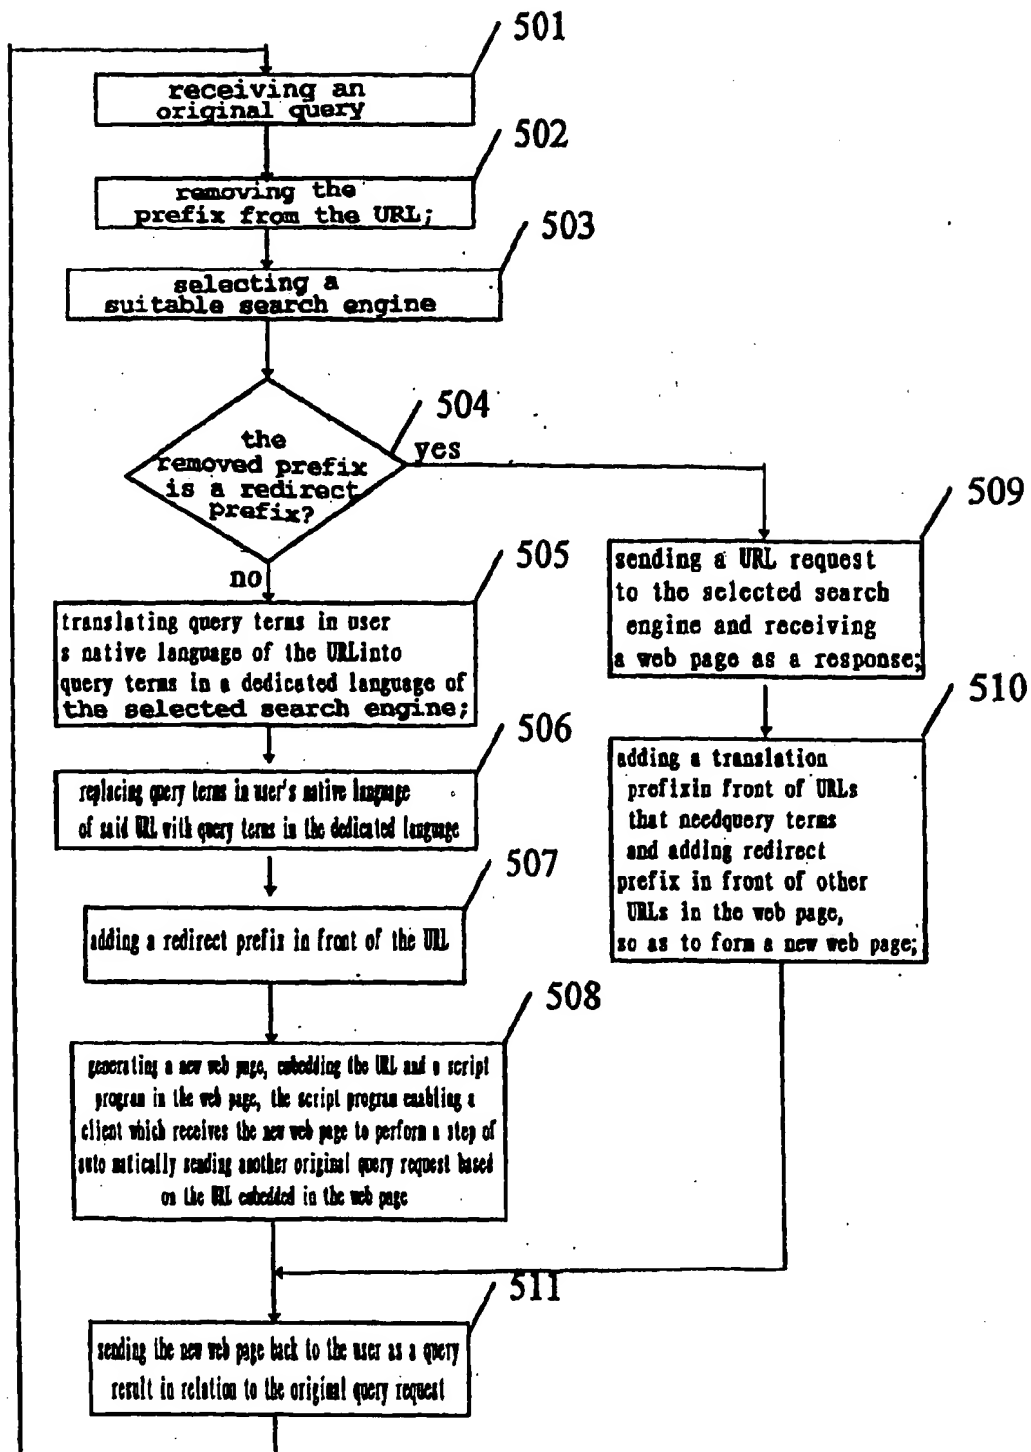 501
receiving an
original query
502
removing the
prefix from the URL;
503
selecting a
suitable search engine
504
the
removed prefix
is a redirect
prefix?
yes
no
505
translating query terms in user
s native language of the URLinto
query terms in a dedicated language of
the selected search engine;
506
replacing query terms in user's native language
of said URL with query terms in the dedicated language
507
adding a redirect prefix in front of the URL
508
generating a new web page, embedding the URL and a script
program in the web page, the script program enabling a
client which receives the new web page to perform a step of
auto matically sending another original query request based
on the URL embedded in the web page
509
sending a URL request
to the selected search
engine and receiving
a web page as a response;
510
adding a translation
prefixin front of URLs
that needquery terms
and adding redirect
prefix in front of other
URLs in the web page,
so as to form a new web page;
511
sending the new web page back to the user as a query
result in relation to the original query request